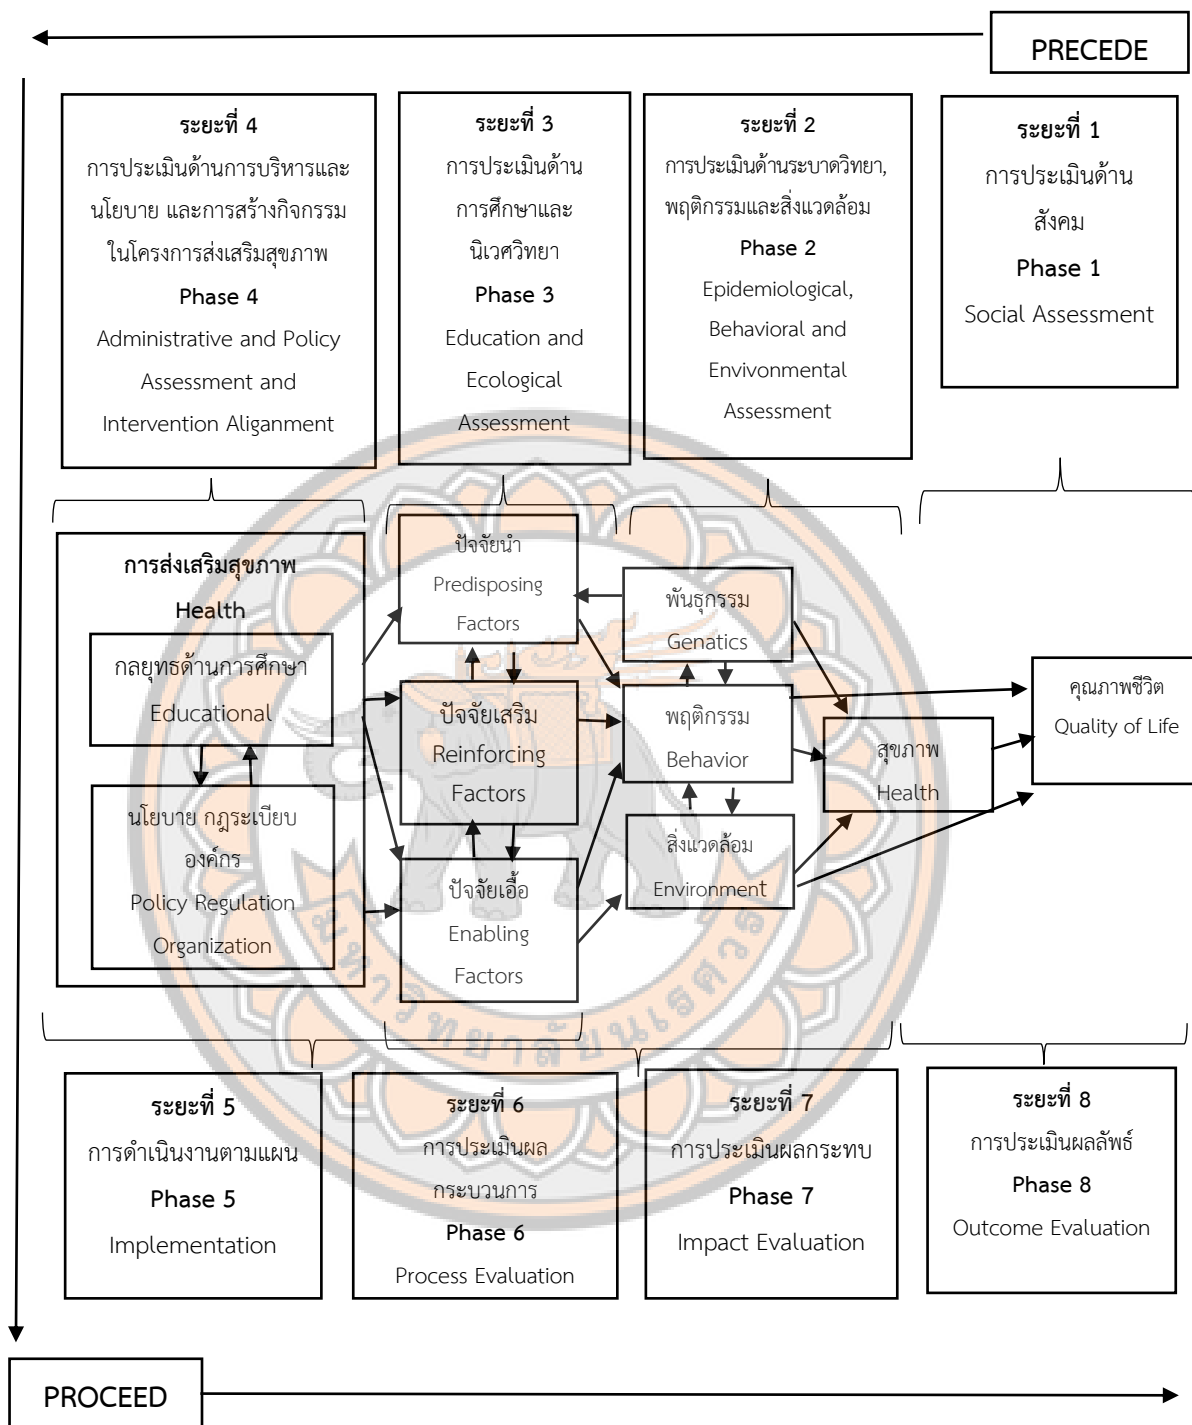 PRECEDE
ระยะที่ 4
การประเมินด้านการบริหารและ
นโยบาย และการสร้างกิจกรรม
ในโครงการส่งเสริมสุขภาพ
Phase 4
Administrative and Policy
Assessment and
Intervention Aliganment
ระยะที่ 3
การประเมินด้าน
การศึกษาและ
นิเวศวิทยา
Phase 3
Education and
Ecological
Assessment
ระยะที่ 2
การประเมินด้านระบาดวิทยา,
พฤติกรรมและสิ่งแวดล้อม
Phase 2
Epidemiological,
Behavioral and
Envivonmental
Assessment
ระยะที่ 1
การประเมินด้าน
สังคม
Phase 1
Social Assessment
การส่งเสริมสุขภาพ
Health
กลยุทธด้านการศึกษา
Educational
นโยบาย กฎระเบียบ
องค์กร
Policy Regulation
Organization
ปัจจัยนำ
Predisposing
Factors
ปัจจัยเสริม
Reinforcing
Factors
ปัจจัยเอื้อ
Enabling
Factors
พันธุกรรม
Genatics
พฤติกรรม
Behavior
สิ่งแวดล้อม
Environment
สุขภาพ
Health
คุณภาพชีวิต
Quality of Life
มหาวิทยาลัยนเรศวร
ระยะที่ 5
การดำเนินงานตามแผน
Phase 5
Implementation
ระยะที่ 6
การประเมินผล
กระบวนการ
Phase 6
Process Evaluation
ระยะที่ 7
การประเมินผลกระทบ
Phase 7
Impact Evaluation
ระยะที่ 8
การประเมินผลลัพธ์
Phase 8
Outcome Evaluation
PROCEED